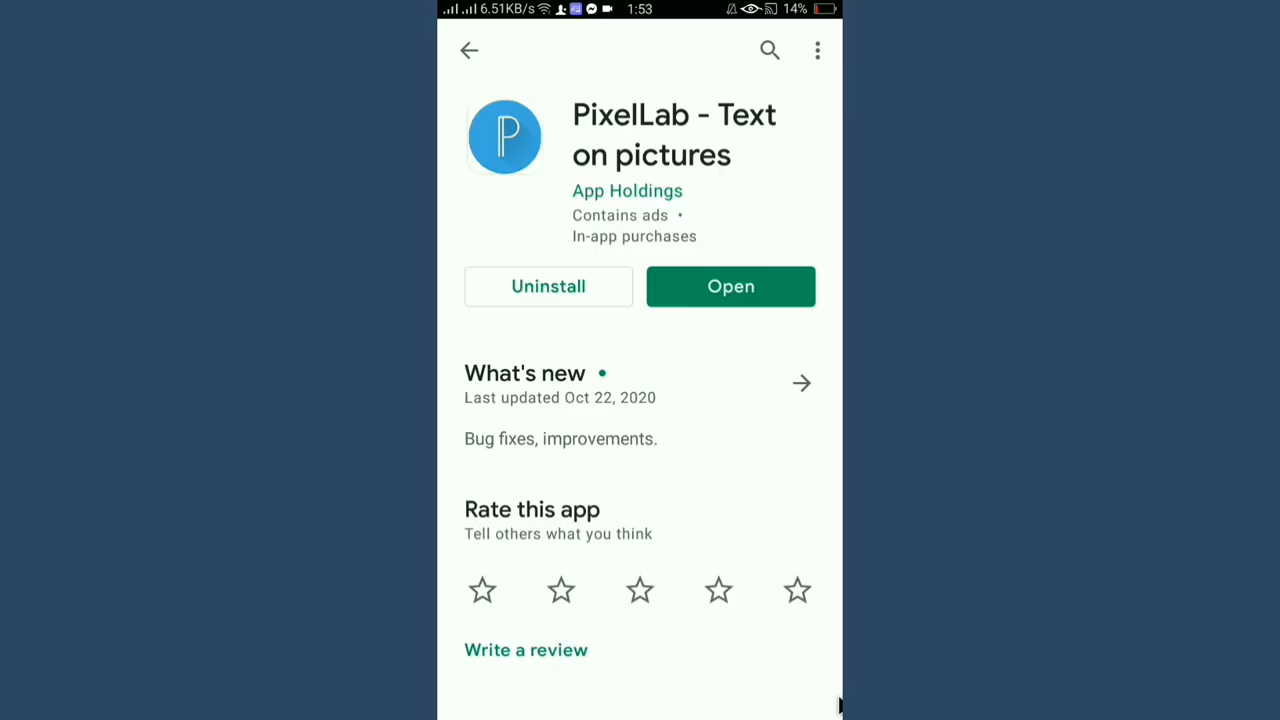 6.51KB/s 1:53 14%
PixelLab - Text
on pictures
App Holdings
Contains ads •
In-app purchases
Uninstall Open
What's new •
Last updated Oct 22, 2020
Bug fixes, improvements.
Rate this app
Tell others what you think
Write a review